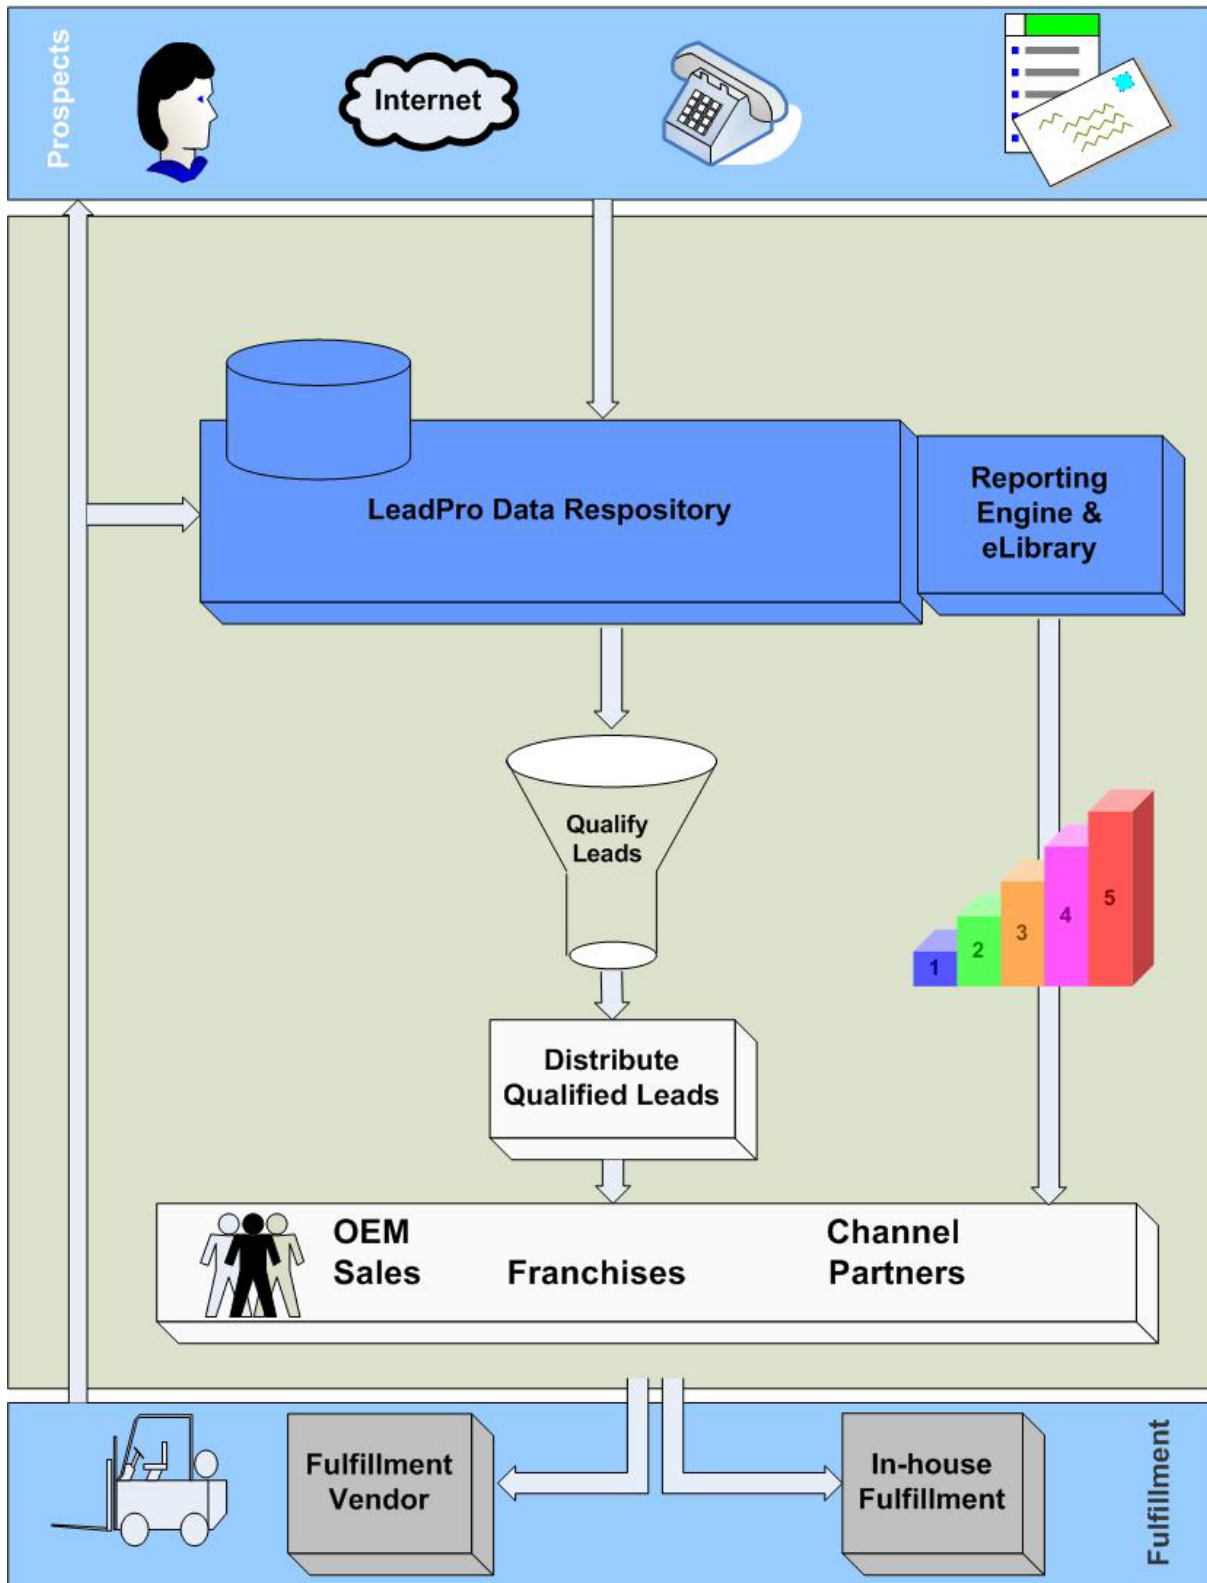 Prospects
Internet
LeadPro Data Respository
Reporting
Engine &
eLibrary
Qualify
Leads
1
2
3
4
5
Distribute
Qualified Leads
OEM
Sales
Franchises
Channel
Partners
Fulfillment
Vendor
In-house
Fulfillment
Fulfillment